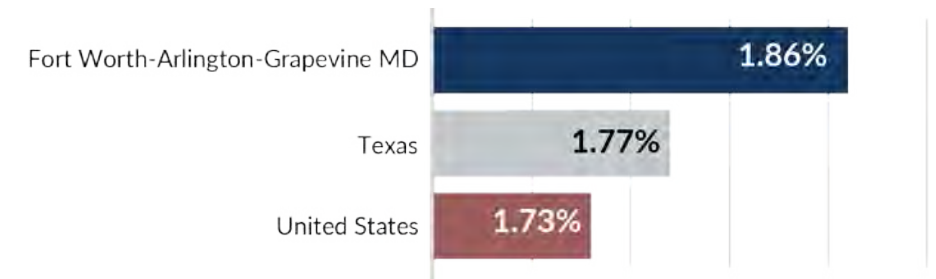 Fort Worth-Arlington-Grapevine MD 1.86%
Texas 1.77%
United States 1.73%